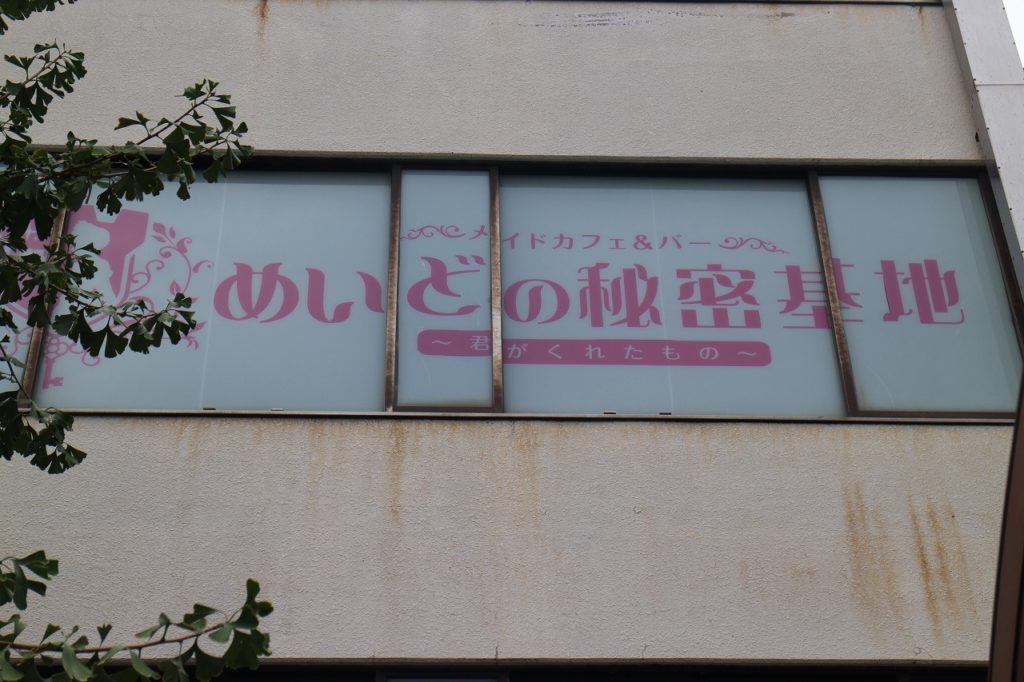 メイドカフェ&バー
めいどの秘密基地
～君がくれたもの～